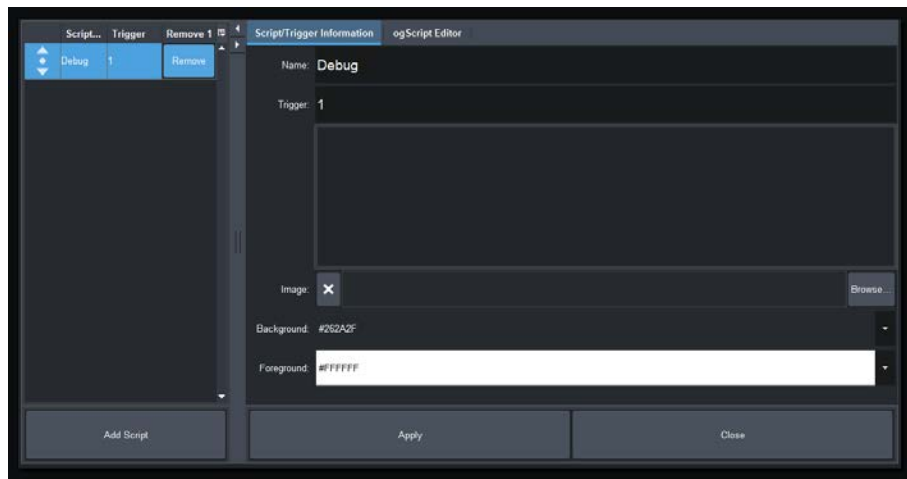 Script... Trigger Remove 1
Debug 1 Remove
Add Script
Script/Trigger Information ogScript Editor
Name: Debug
Trigger: 1
Image: Browse...
Background: #262A2F
Foreground: #FFFFFF
Apply Close